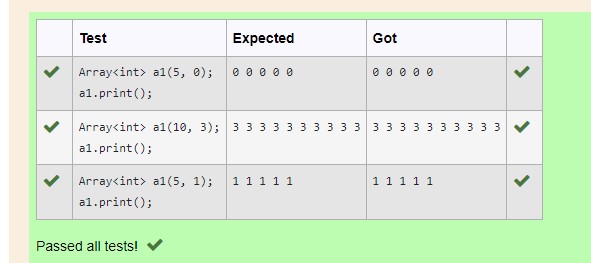 Test Expected Got
Array<int> a1(5, 0); 0 0 0 0 0 0 0 0 0 0
a1.print();
Array<int> a1(10, 3); 3 3 3 3 3 3 3 3 3 3 3 3 3 3 3 3 3 3 3 3
a1.print();
Array<int> a1(5, 1); 1 1 1 1 1 1 1 1 1 1
a1.print();
Passed all tests!